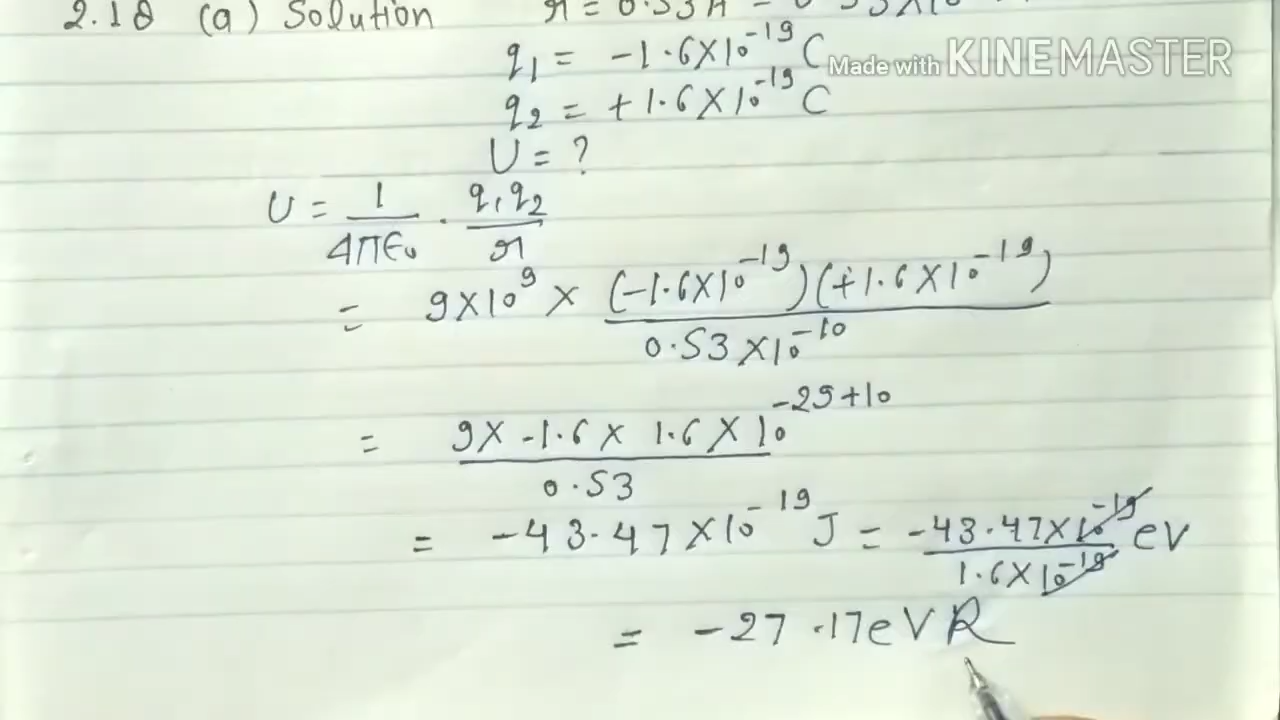 2.18 (a) Solution r = 0.53A =
q₁ = -1.6×10⁻¹⁹ C
Made with KINEMASTER
q₂ = +1.6×10⁻¹⁹ C
U = ?
U = 1/4πε₀ · q₁q₂/r
= 9×10⁹ × (-1.6×10⁻¹⁹)(+1.6×10⁻¹⁹)/0.53×10⁻¹⁰
= 9× -1.6× 1.6×10⁻²⁹⁺¹⁰/0.53
= -43.47×10⁻¹⁹ J = -43.47×10⁻¹⁹/1.6×10⁻¹⁹ eV
= -27.17eV